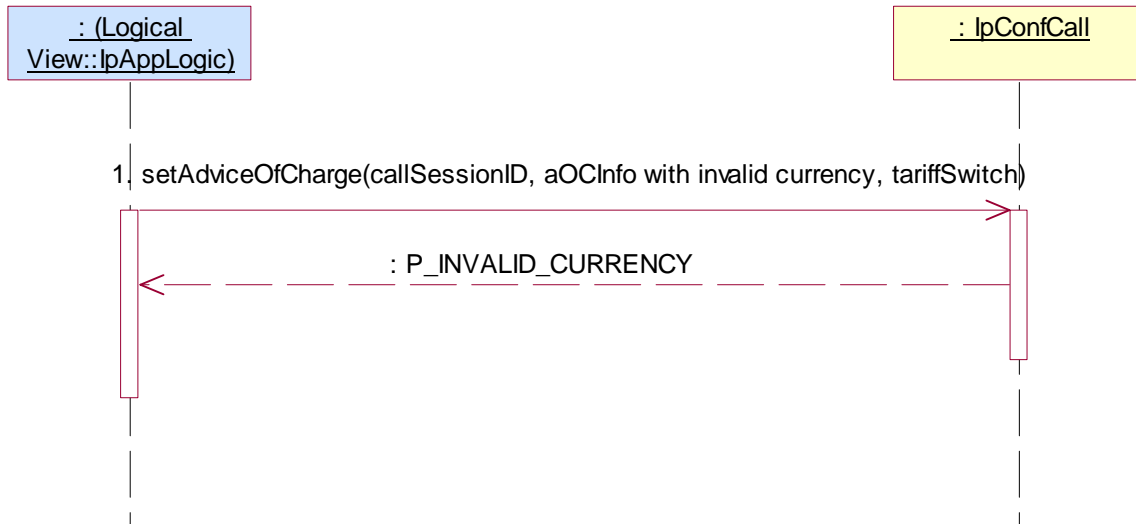 : (Logical
View::IpAppLogic)
: IpConfCall
1. setAdviceOfCharge(callSessionID, aOCInfo with invalid currency, tariffSwitch)
: P_INVALID_CURRENCY